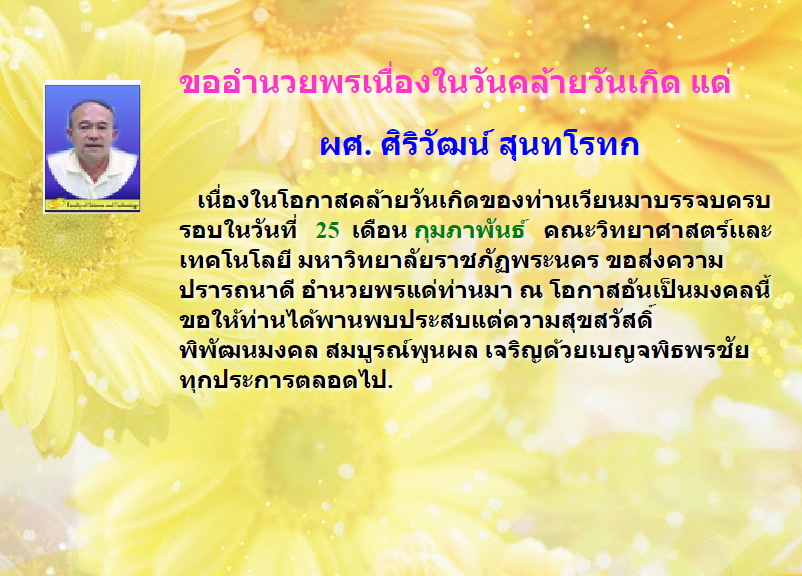 ขออำนวยพรเนื่องในวันคล้ายวันเกิด แด่
ผศ. ศิริวัฒน์ สุนทโรทก
เนื่องในโอกาสคล้ายวันเกิดของท่านเวียนมาบรรจบครบ
รอบในวันที่ 25 เดือน กุมภาพันธ์ คณะวิทยาศาสตร์และ
เทคโนโลยี มหาวิทยาลัยราชภัฏพระนคร ขอส่งความ
ปรารถนาดี อำนวยพรแด่ท่านมา ณ โอกาสอันเป็นมงคลนี้
ขอให้ท่านได้พานพบประสบแต่ความสุขสวัสดิ์
พิพัฒนมงคล สมบูรณ์พูนผล เจริญด้วยเบญจพิธพรชัย
ทุกประการตลอดไป.
Faculty of Science and Technology